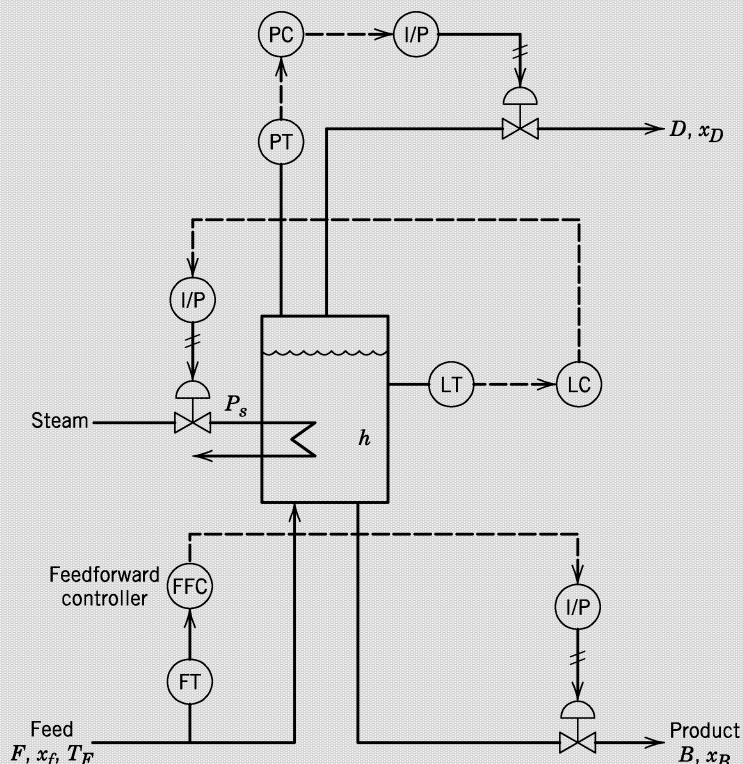 PC
I/P
PT
D, x_D
I/P
LT
LC
Steam
P_s
h
Feedforward
controller
FFC
I/P
FT
Feed
F, x_f, T_F
Product
B, x_B